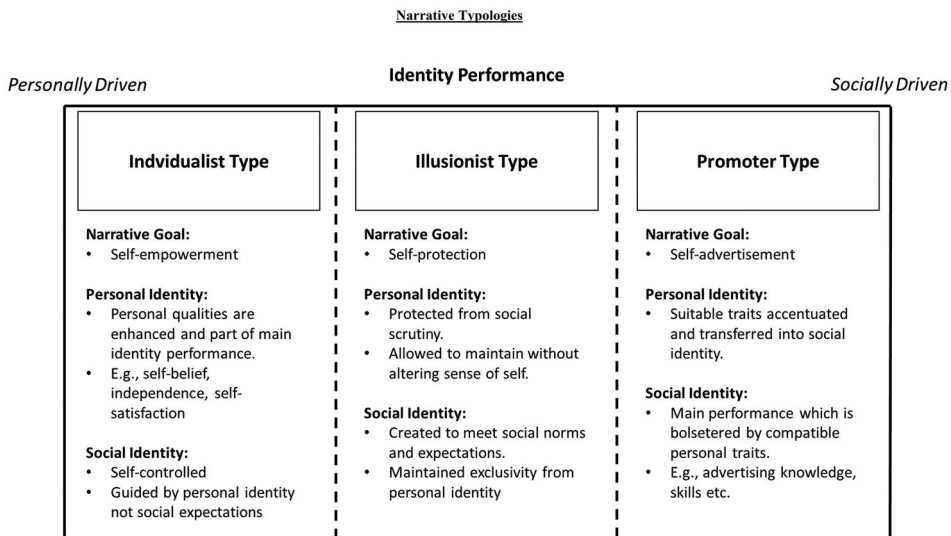 Narrative Typologies
Identity Performance
Personally Driven
Socially Driven
Indvidualist Type
Narrative Goal:
• Self-empowerment
Personal Identity:
• Personal qualities are
enhanced and part of main
identity performance.
• E.g., self-belief,
independence, self-
satisfaction
Social Identity:
• Self-controlled
• Guided by personal identity
not social expectations
Illusionist Type
Narrative Goal:
• Self-protection
Personal Identity:
• Protected from social
scrutiny.
• Allowed to maintain without
altering sense of self.
Social Identity:
• Created to meet social norms
and expectations.
• Maintained exclusivity from
personal identity
Promoter Type
Narrative Goal:
• Self-advertisement
Personal Identity:
• Suitable traits accentuated
and transferred into social
identity.
Social Identity:
• Main performance which is
bolsetered by compatible
personal traits.
• E.g., advertising knowledge,
skills etc.